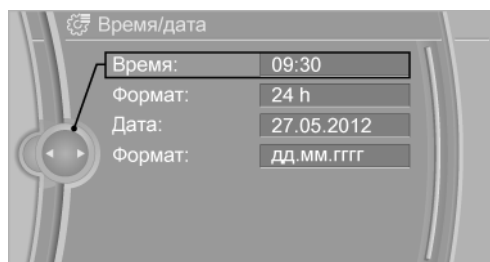 Время/дата
Время: 09:30
Формат: 24 h
Дата: 27.05.2012
Формат: дд.мм.гггг